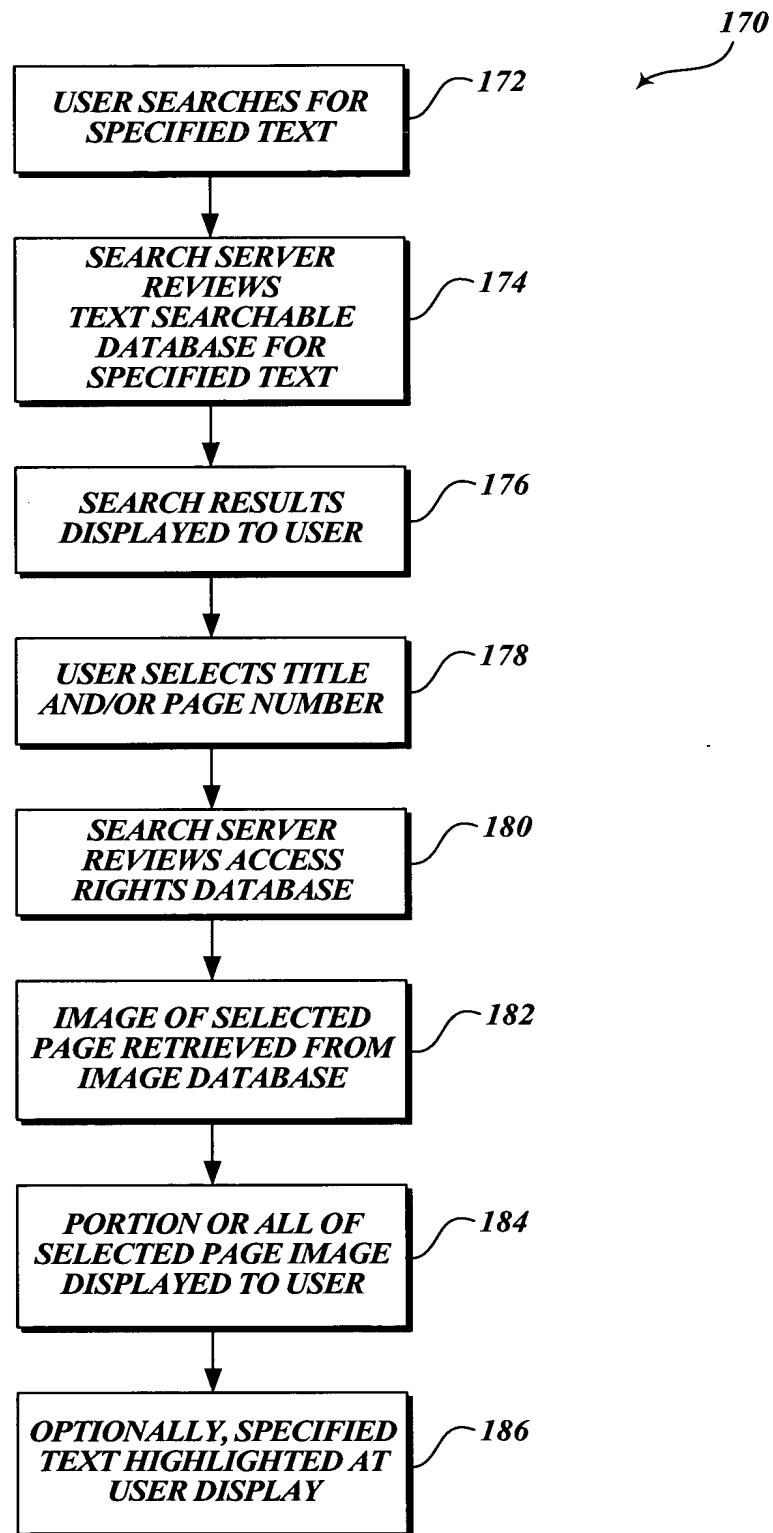 170
USER SEARCHES FOR
SPECIFIED TEXT
172
SEARCH SERVER
REVIEWS
TEXT SEARCHABLE
DATABASE FOR
SPECIFIED TEXT
174
SEARCH RESULTS
DISPLAYED TO USER
176
USER SELECTS TITLE
AND/OR PAGE NUMBER
178
SEARCH SERVER
REVIEWS ACCESS
RIGHTS DATABASE
180
IMAGE OF SELECTED
PAGE RETRIEVED FROM
IMAGE DATABASE
182
PORTION OR ALL OF
SELECTED PAGE IMAGE
DISPLAYED TO USER
184
OPTIONALLY, SPECIFIED
TEXT HIGHLIGHTED AT
USER DISPLAY
186